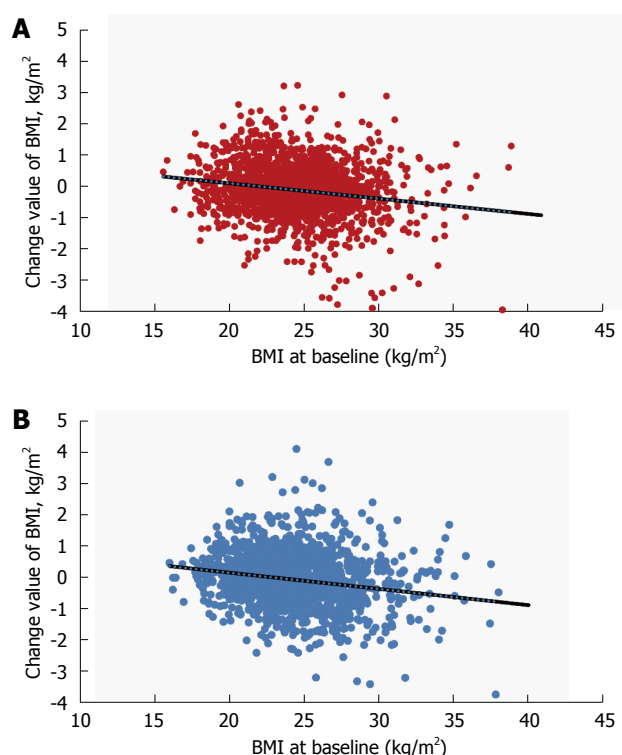 A
Change value of BMI, kg/m²
5
4
3
2
1
0
-1
-2
-3
-4
10 15 20 25 30 35 40 45
BMI at baseline (kg/m²)
B
Change value of BMI, kg/m²
5
4
3
2
1
0
-1
-2
-3
-4
10 15 20 25 30 35 40 45
BMI at baseline (kg/m²)